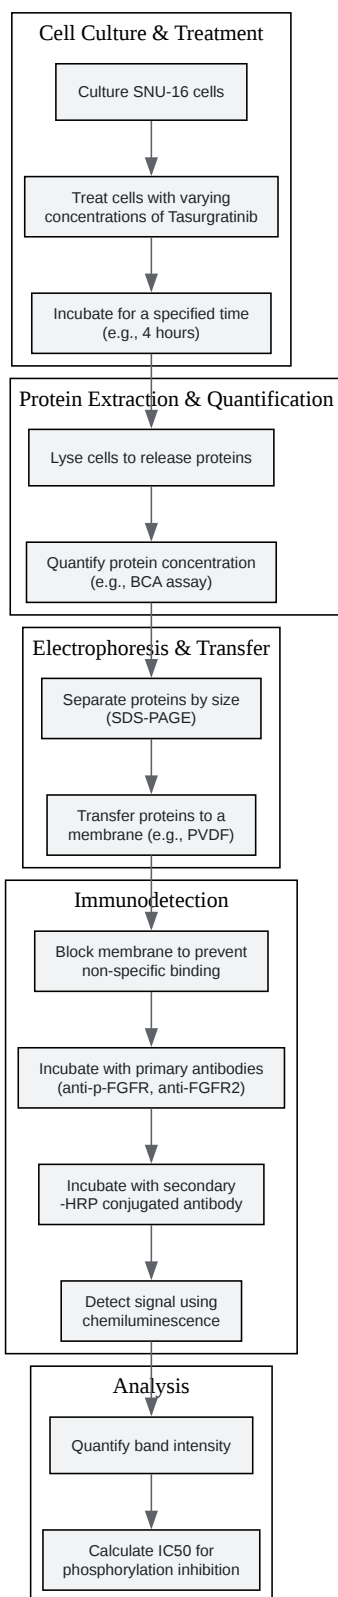 Cell Culture & Treatment
Culture SNU-16 cells
Treat cells with varying
concentrations of Tasurgratinib
Incubate for a specified time
(e.g., 4 hours)
Protein Extraction & Quantification
Lyse cells to release proteins
Quantify protein concentration
(e.g., BCA assay)
Electrophoresis & Transfer
Separate proteins by size
(SDS-PAGE)
Transfer proteins to a
membrane (e.g., PVDF)
Immunodetection
Block membrane to prevent
non-specific binding
Incubate with primary antibodies
(anti-p-FGFR, anti-FGFR2)
Incubate with secondary
-HRP conjugated antibody
Detect signal using
chemiluminescence
Analysis
Quantify band intensity
Calculate IC50 for
phosphorylation inhibition